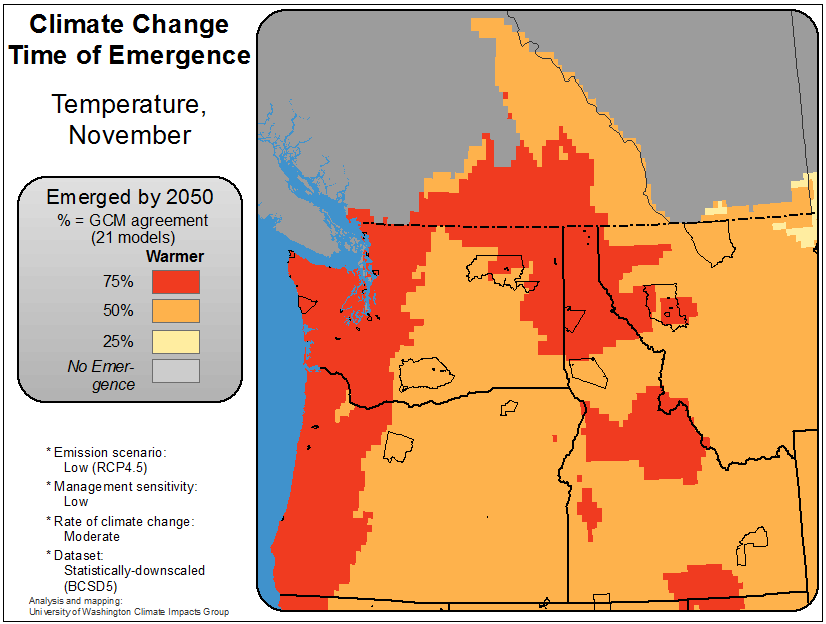 Climate Change
Time of Emergence
Temperature,
November
Emerged by 2050
% = GCM agreement
(21 models)
Warmer
75%
50%
25%
No Emer-
gence
* Emission scenario:
Low (RCP4.5)
* Management sensitivity:
Low
* Rate of climate change:
Moderate
* Dataset:
Statistically-downscaled
(BCSD5)
Analysis and mapping:
University of Washington Climate Impacts Group